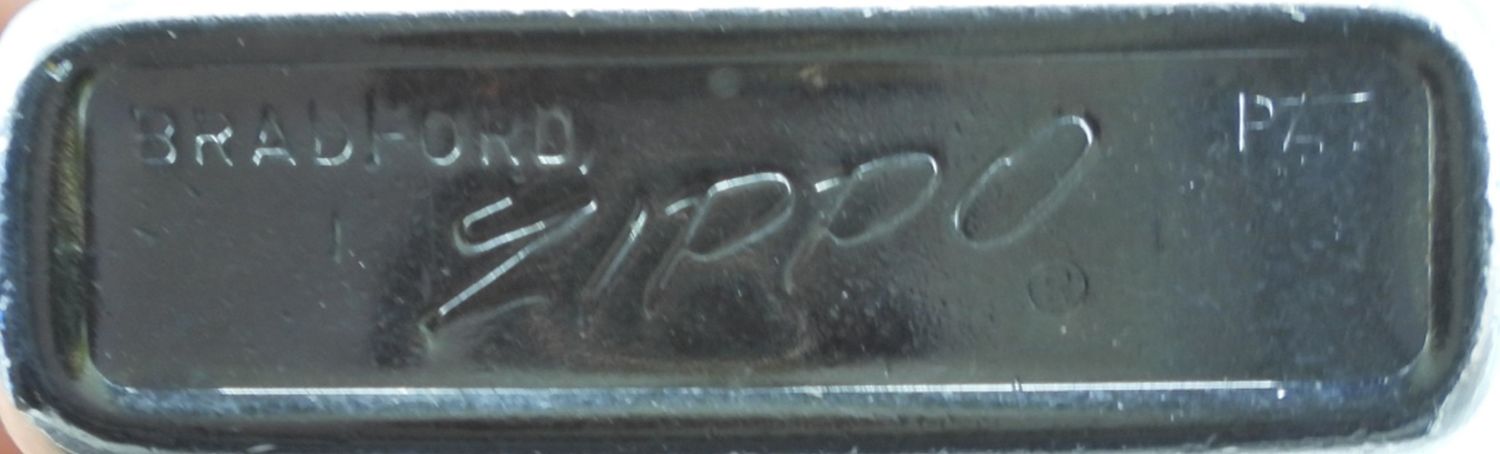 BRADFORD, PAT
ZIPPO ®